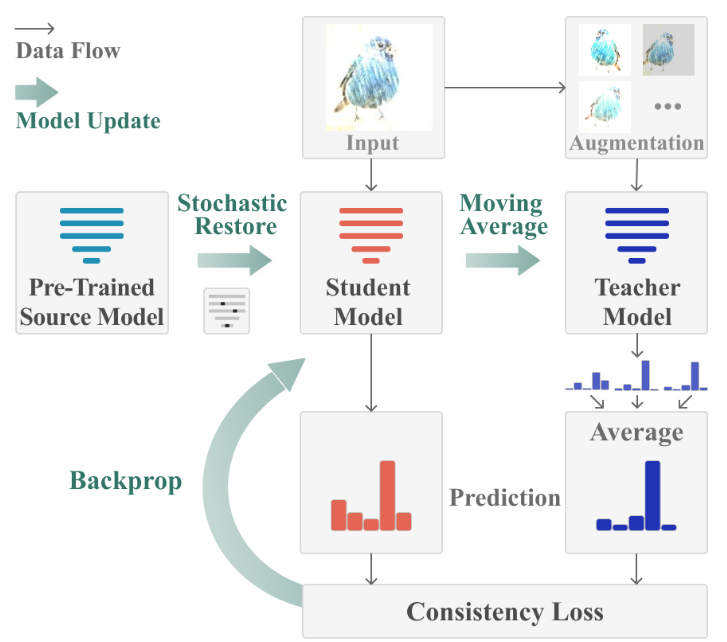 Data Flow
Model Update
Input
Augmentation
Pre-Trained
Source Model
Stochastic
Restore
Student
Model
Moving
Average
Teacher
Model
Average
Backprop
Prediction
Consistency Loss